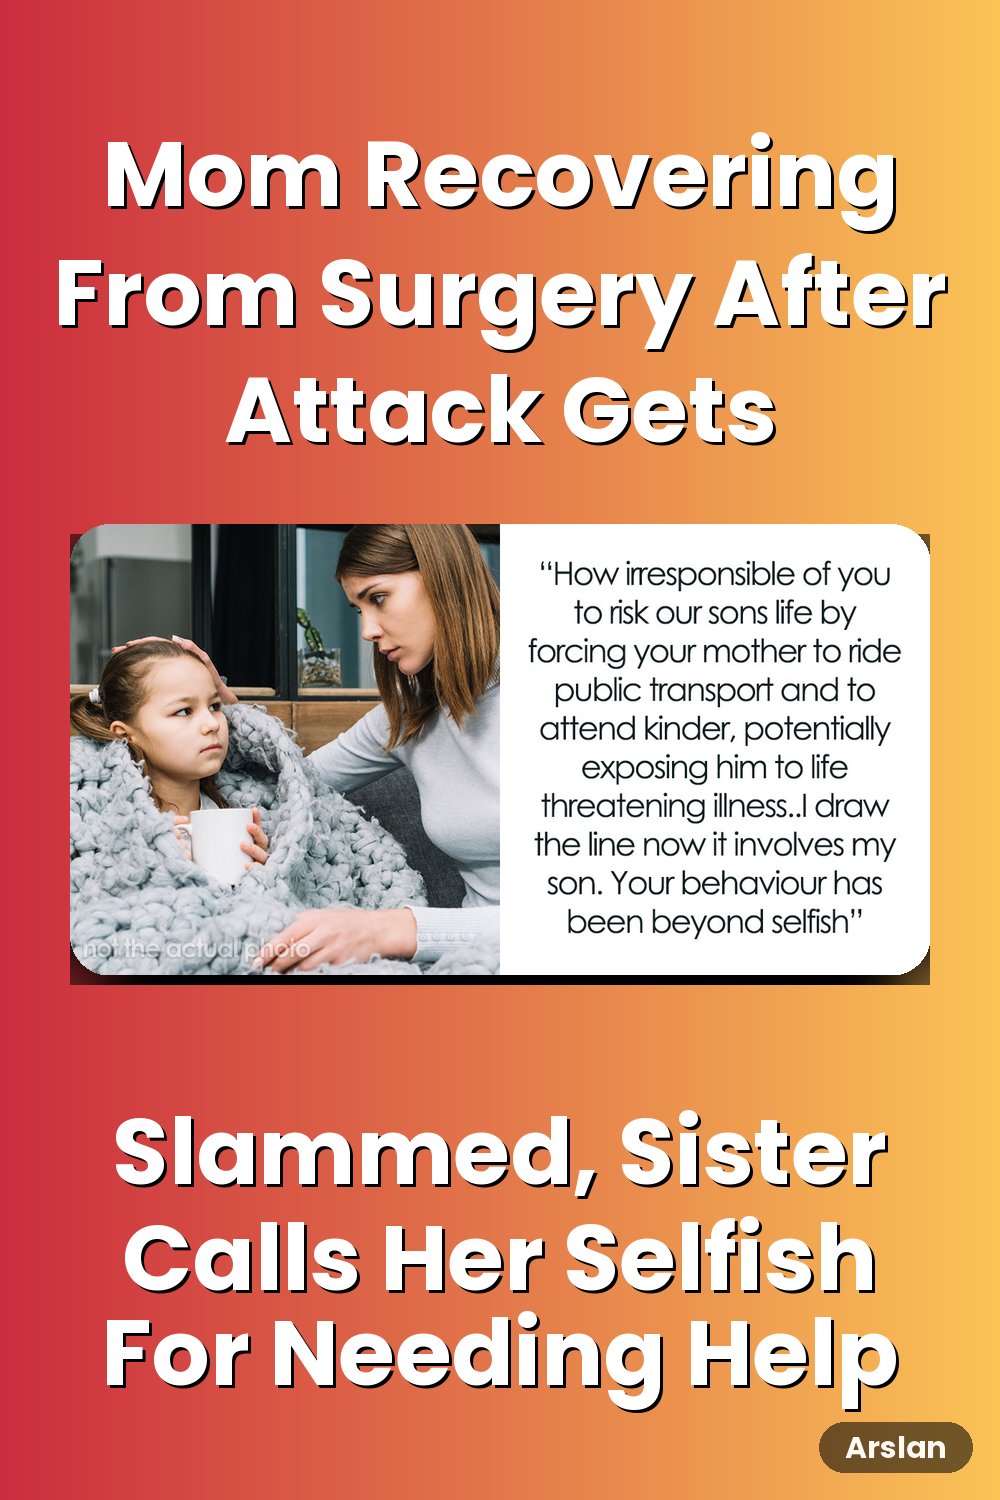 Mom Recovering
From Surgery After
Attack Gets
“How irresponsible of you
to risk our sons life by
forcing your mother to ride
public transport and to
attend kinder, potentially
exposing him to life
threatening illness..I draw
the line now it involves my
son. Your behaviour has
been beyond selfish”
not the actual photo
Slammed, Sister
Calls Her Selfish
For Needing Help
Arslan